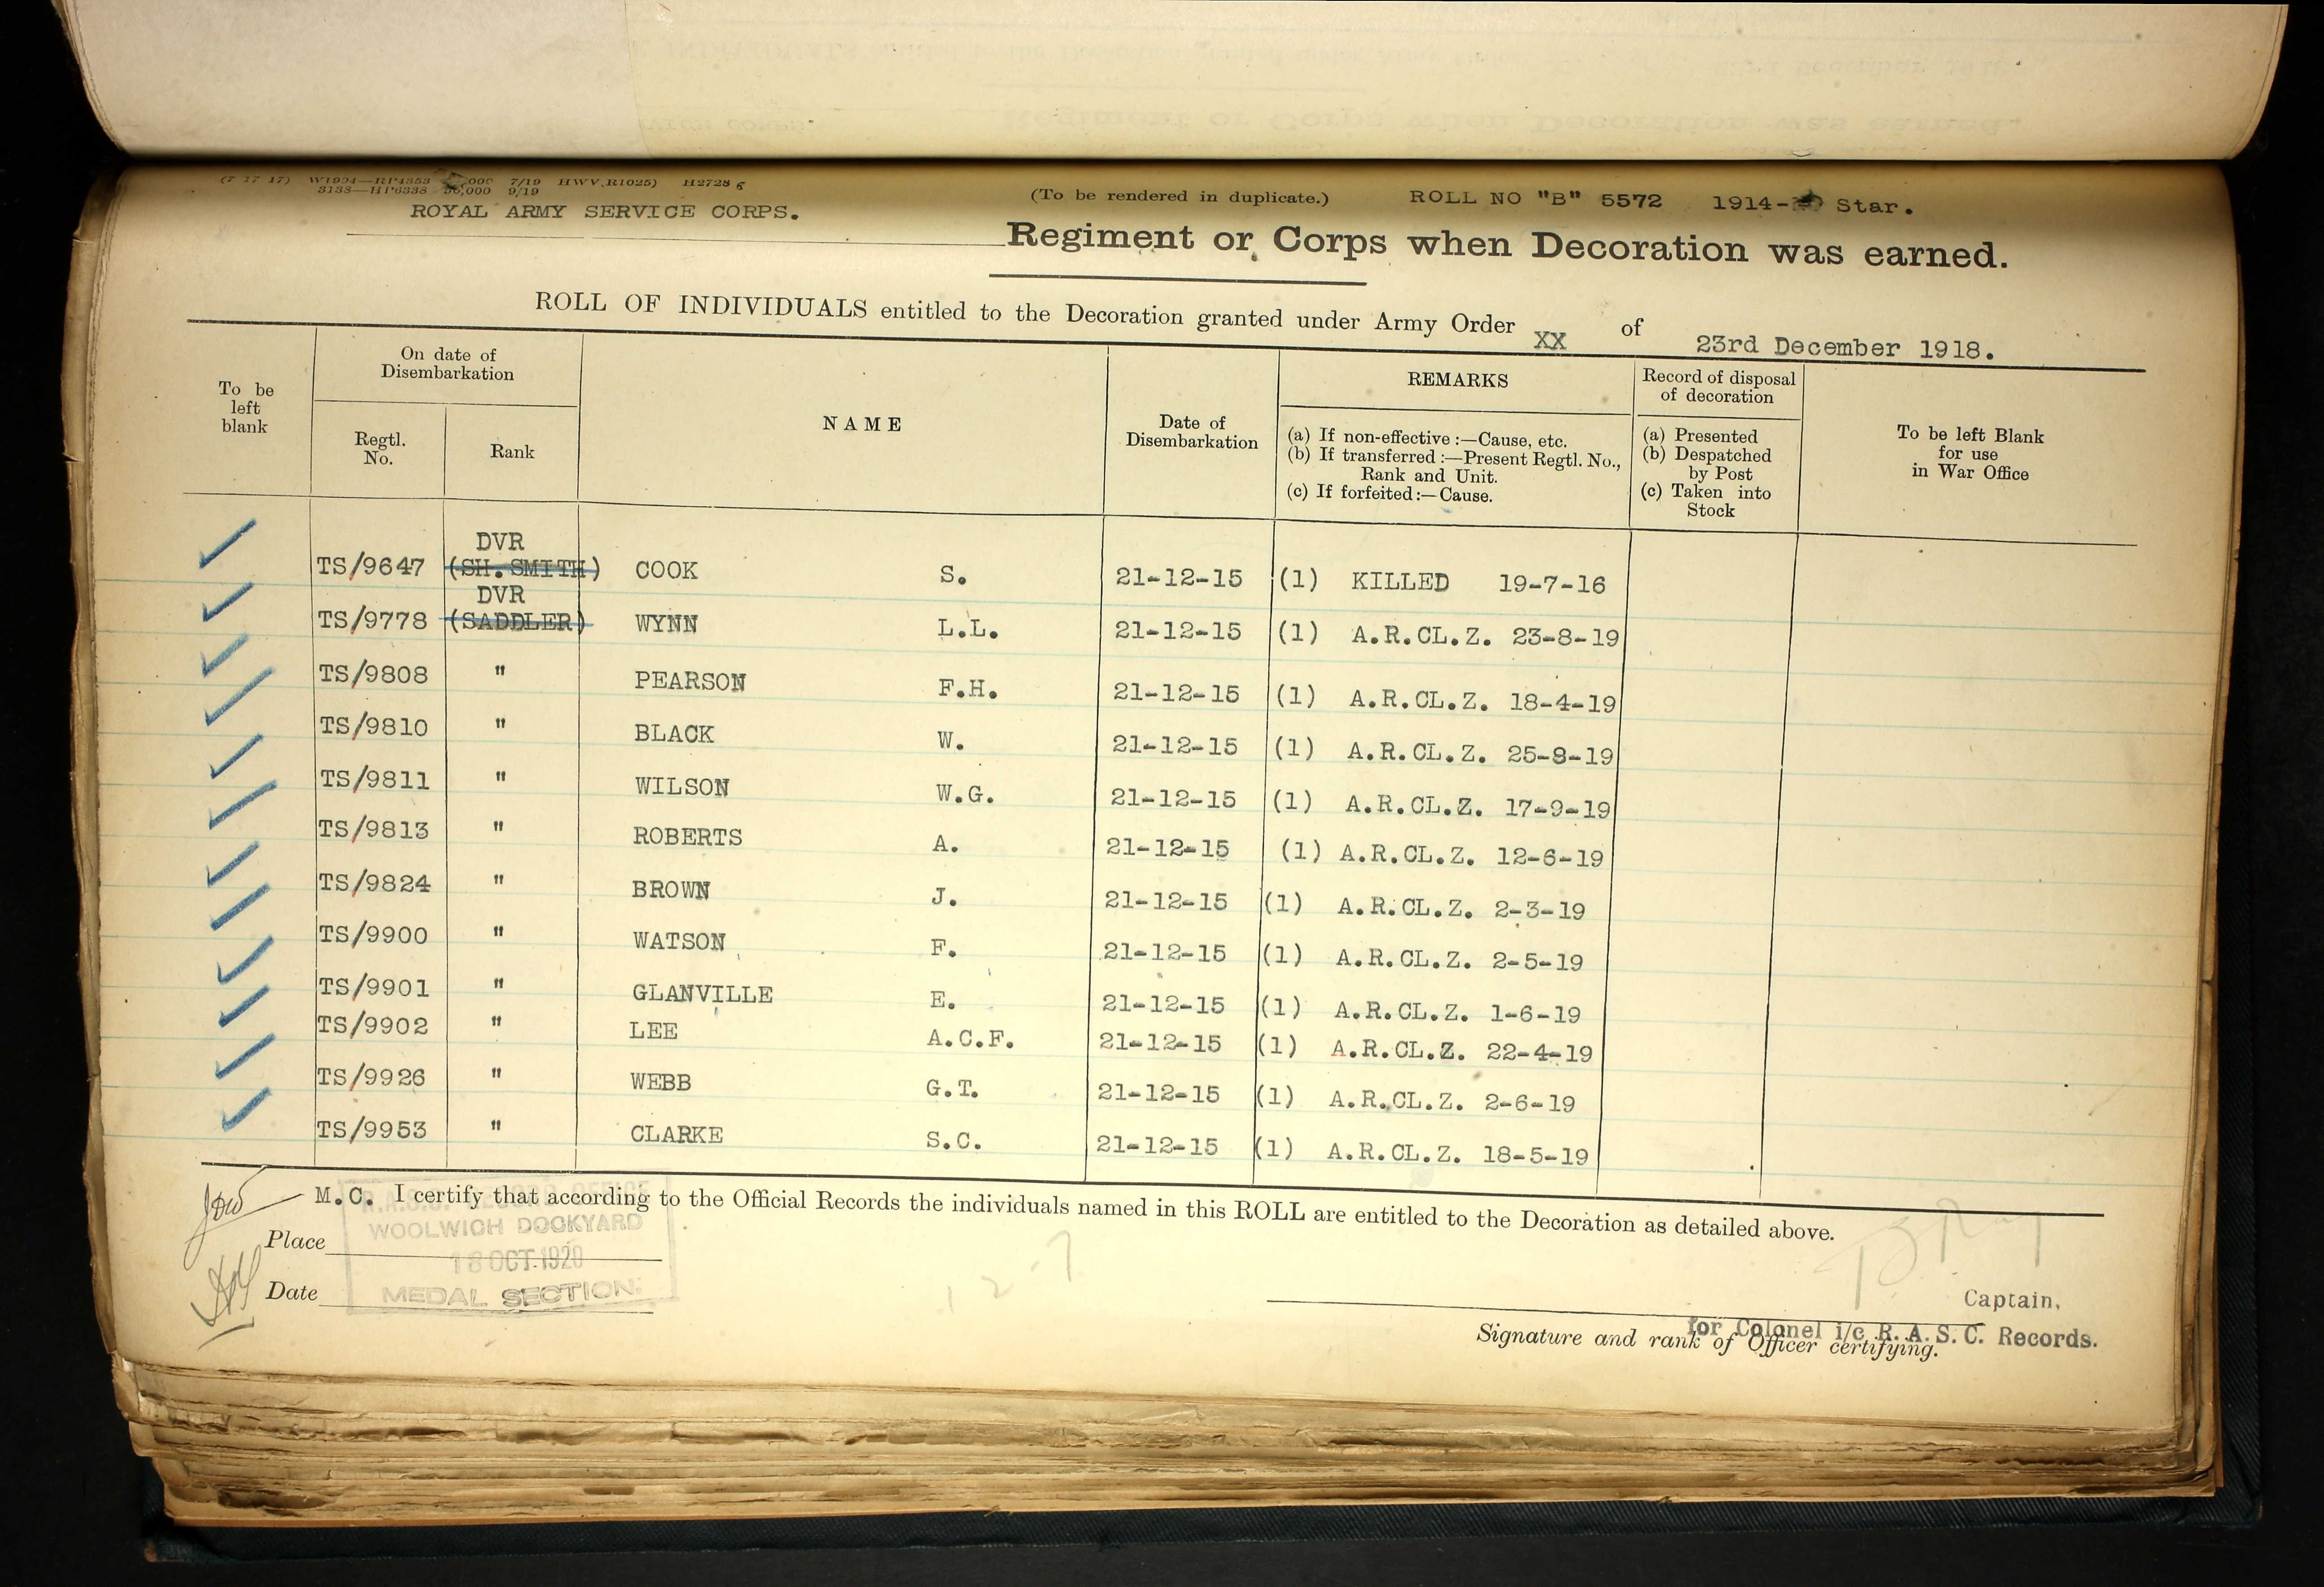 (7 17 17) W1994—RP4353 000 7/19 HWV.R1025) H2728 6
3133—HP6338 50,000 9/19
(To be rendered in duplicate.) ROLL NO "B" 5572 1914- Star.
ROYAL ARMY SERVICE CORPS.
Regiment or Corps when Decoration was earned.
ROLL OF INDIVIDUALS entitled to the Decoration granted under Army Order XX of 23rd December 1918.
To be left blank
On date of Disembarkation
Regtl. No.
Rank
NAME
Date of Disembarkation
REMARKS
(a) If non-effective :—Cause, etc.
(b) If transferred :—Present Regtl. No., Rank and Unit.
(c) If forfeited :—Cause.
Record of disposal of decoration
(a) Presented
(b) Despatched by Post
(c) Taken into Stock
To be left Blank for use in War Office
DVR
TS/9647 (SH.SMITH) COOK S. 21-12-15 (1) KILLED 19-7-16
DVR
TS/9778 (SADDLER) WYNN L.L. 21-12-15 (1) A.R.CL.Z. 23-8-19
TS/9808 " PEARSON F.H. 21-12-15 (1) A.R.CL.Z. 18-4-19
TS/9810 " BLACK W. 21-12-15 (1) A.R.CL.Z. 25-8-19
TS/9811 " WILSON W.G. 21-12-15 (1) A.R.CL.Z. 17-9-19
TS/9813 " ROBERTS A. 21-12-15 (1) A.R.CL.Z. 12-6-19
TS/9824 " BROWN J. 21-12-15 (1) A.R.CL.Z. 2-3-19
TS/9900 " WATSON F. 21-12-15 (1) A.R.CL.Z. 2-5-19
TS/9901 " GLANVILLE E. 21-12-15 (1) A.R.CL.Z. 1-6-19
TS/9902 " LEE A.C.F. 21-12-15 (1) A.R.CL.Z. 22-4-19
TS/9926 " WEBB G.T. 21-12-15 (1) A.R.CL.Z. 2-6-19
TS/9953 " CLARKE S.C. 21-12-15 (1) A.R.CL.Z. 18-5-19
M.C. I certify that according to the Official Records the individuals named in this ROLL are entitled to the Decoration as detailed above.
R.A.S.C. RECORD OFFICE
WOOLWICH DOCKYARD
Place
18 OCT. 1920
Date
MEDAL SECTION.
12-7
Captain,
for Colonel i/c R. A. S. C. Records.
Signature and rank of Officer certifying.